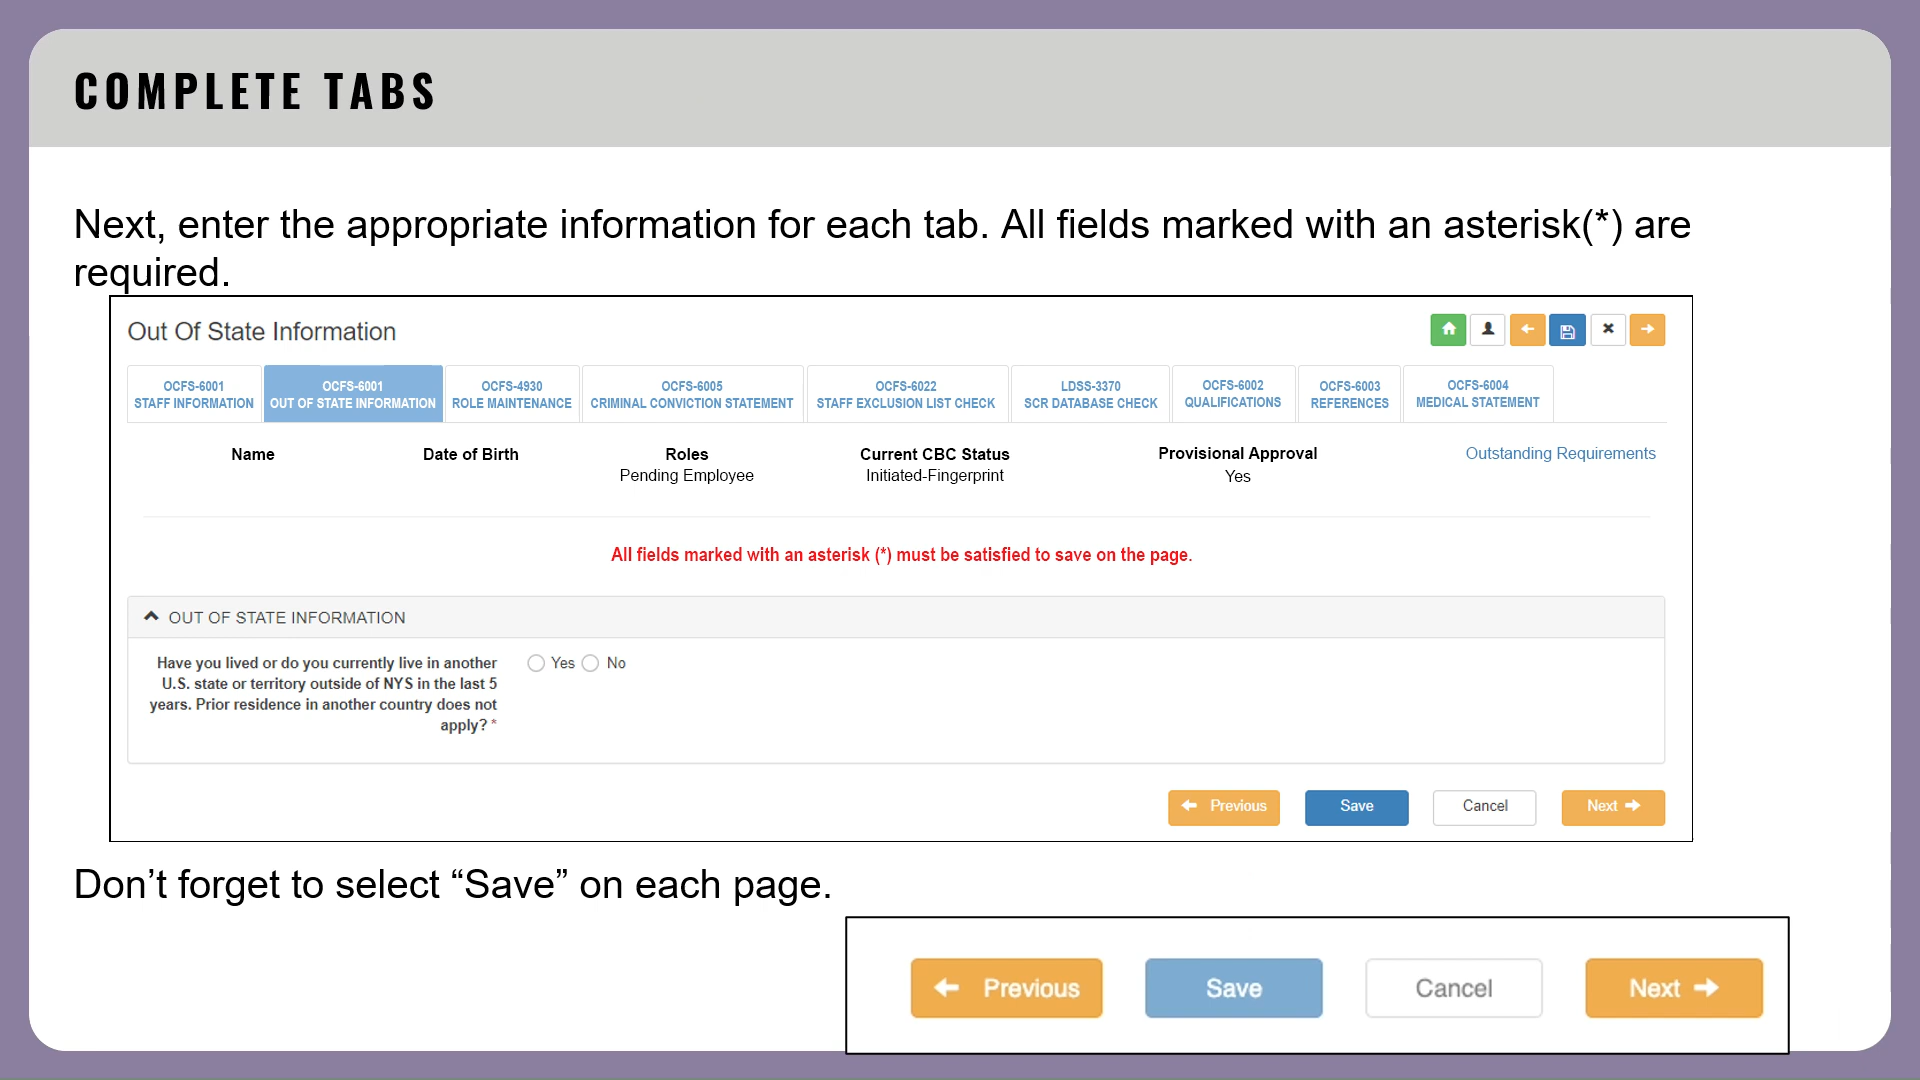 COMPLETE TABS
Next, enter the appropriate information for each tab. All fields marked with an asterisk(*) are
required.
Out Of State Information
OCFS-6001
STAFF INFORMATION
OCFS-6001
OUT OF STATE INFORMATION
OCFS-4930
ROLE MAINTENANCE
OCFS-6005
CRIMINAL CONVICTION STATEMENT
OCFS-6022
STAFF EXCLUSION LIST CHECK
LDSS-3370
SCR DATABASE CHECK
OCFS-6002
QUALIFICATIONS
OCFS-6003
REFERENCES
OCFS-6004
MEDICAL STATEMENT
Name
Date of Birth
Roles
Pending Employee
Current CBC Status
Initiated-Fingerprint
Provisional Approval
Yes
Outstanding Requirements
All fields marked with an asterisk (*) must be satisfied to save on the page.
OUT OF STATE INFORMATION
Have you lived or do you currently live in another
U.S. state or territory outside of NYS in the last 5
years. Prior residence in another country does not
apply? *
Yes No
Previous Save Cancel Next
Don’t forget to select “Save” on each page.
Previous Save Cancel Next